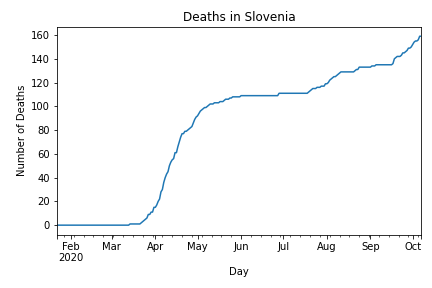 Deaths in Slovenia
160
140
120
100
80
60
40
20
0
Number of Deaths
Feb Mar Apr May Jun Jul Aug Sep Oct
2020
Day